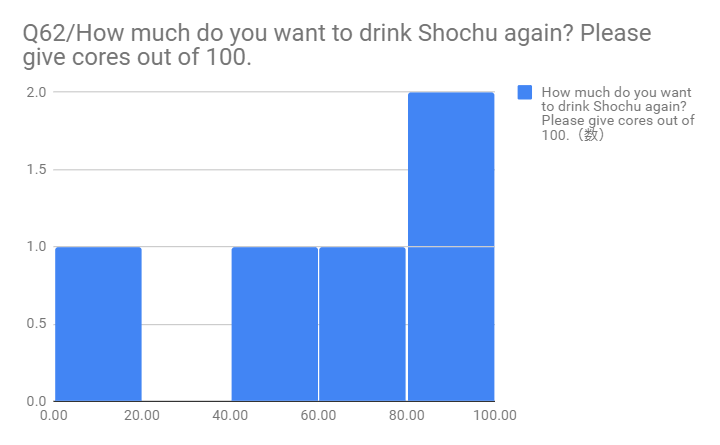 Q62/How much do you want to drink Shochu again? Please
give cores out of 100.
2.0
1.5
1.0
0.5
0.0
0.00 20.00 40.00 60.00 80.00 100.00
How much do you want
to drink Shochu again?
Please give cores out of
100.（数）